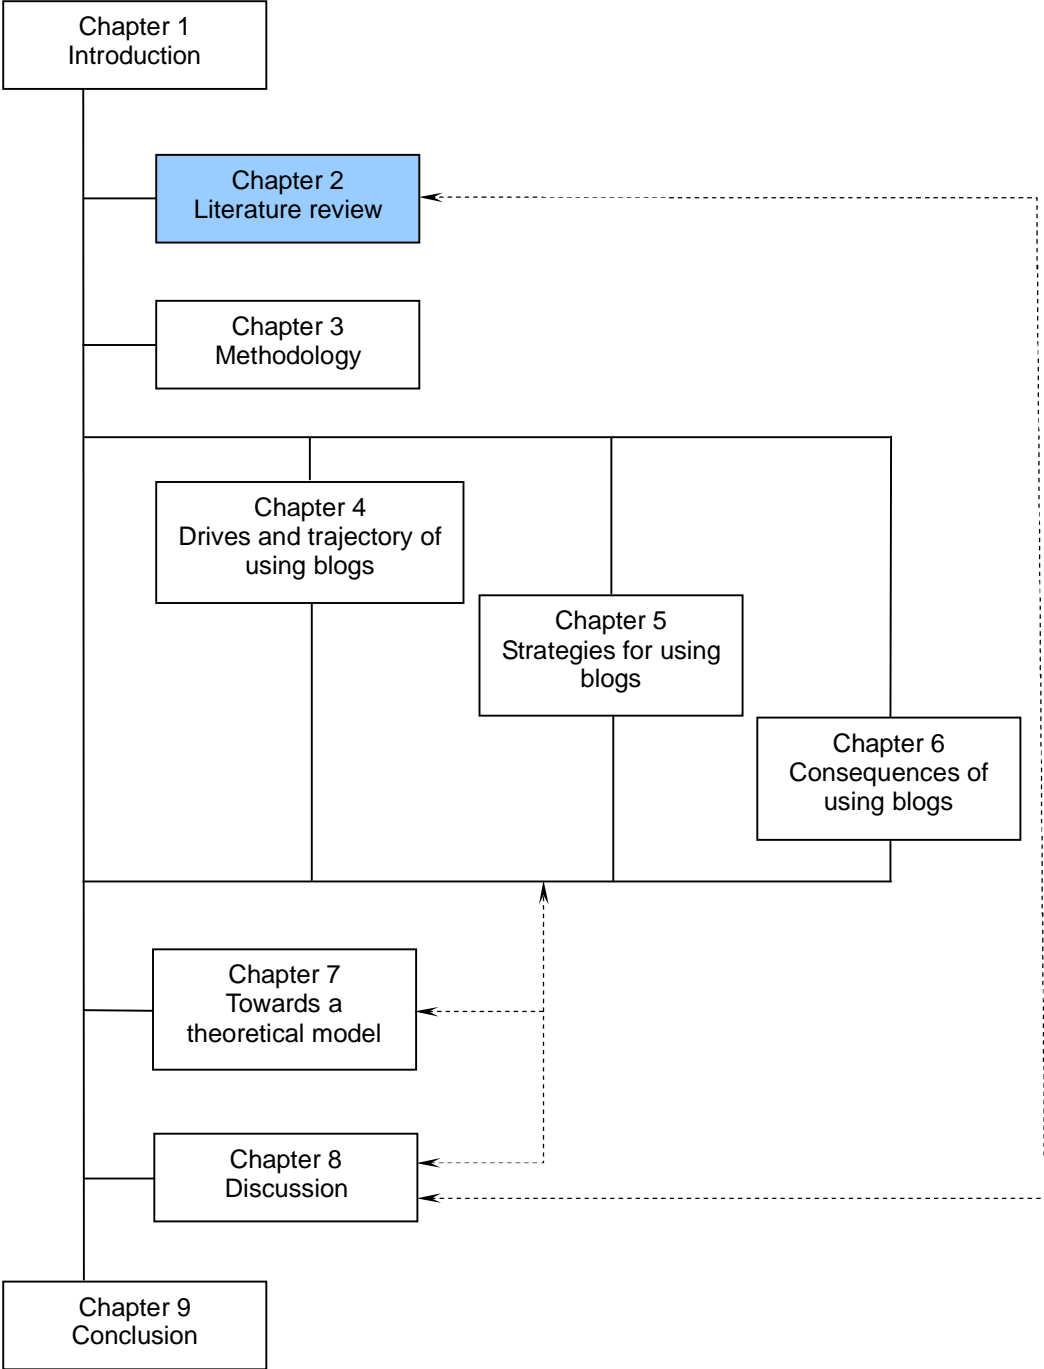 Chapter 1
Introduction
Chapter 2
Literature review
Chapter 3
Methodology
Chapter 4
Drives and trajectory of
using blogs
Chapter 5
Strategies for using
blogs
Chapter 6
Consequences of
using blogs
Chapter 7
Towards a
theoretical model
Chapter 8
Discussion
Chapter 9
Conclusion